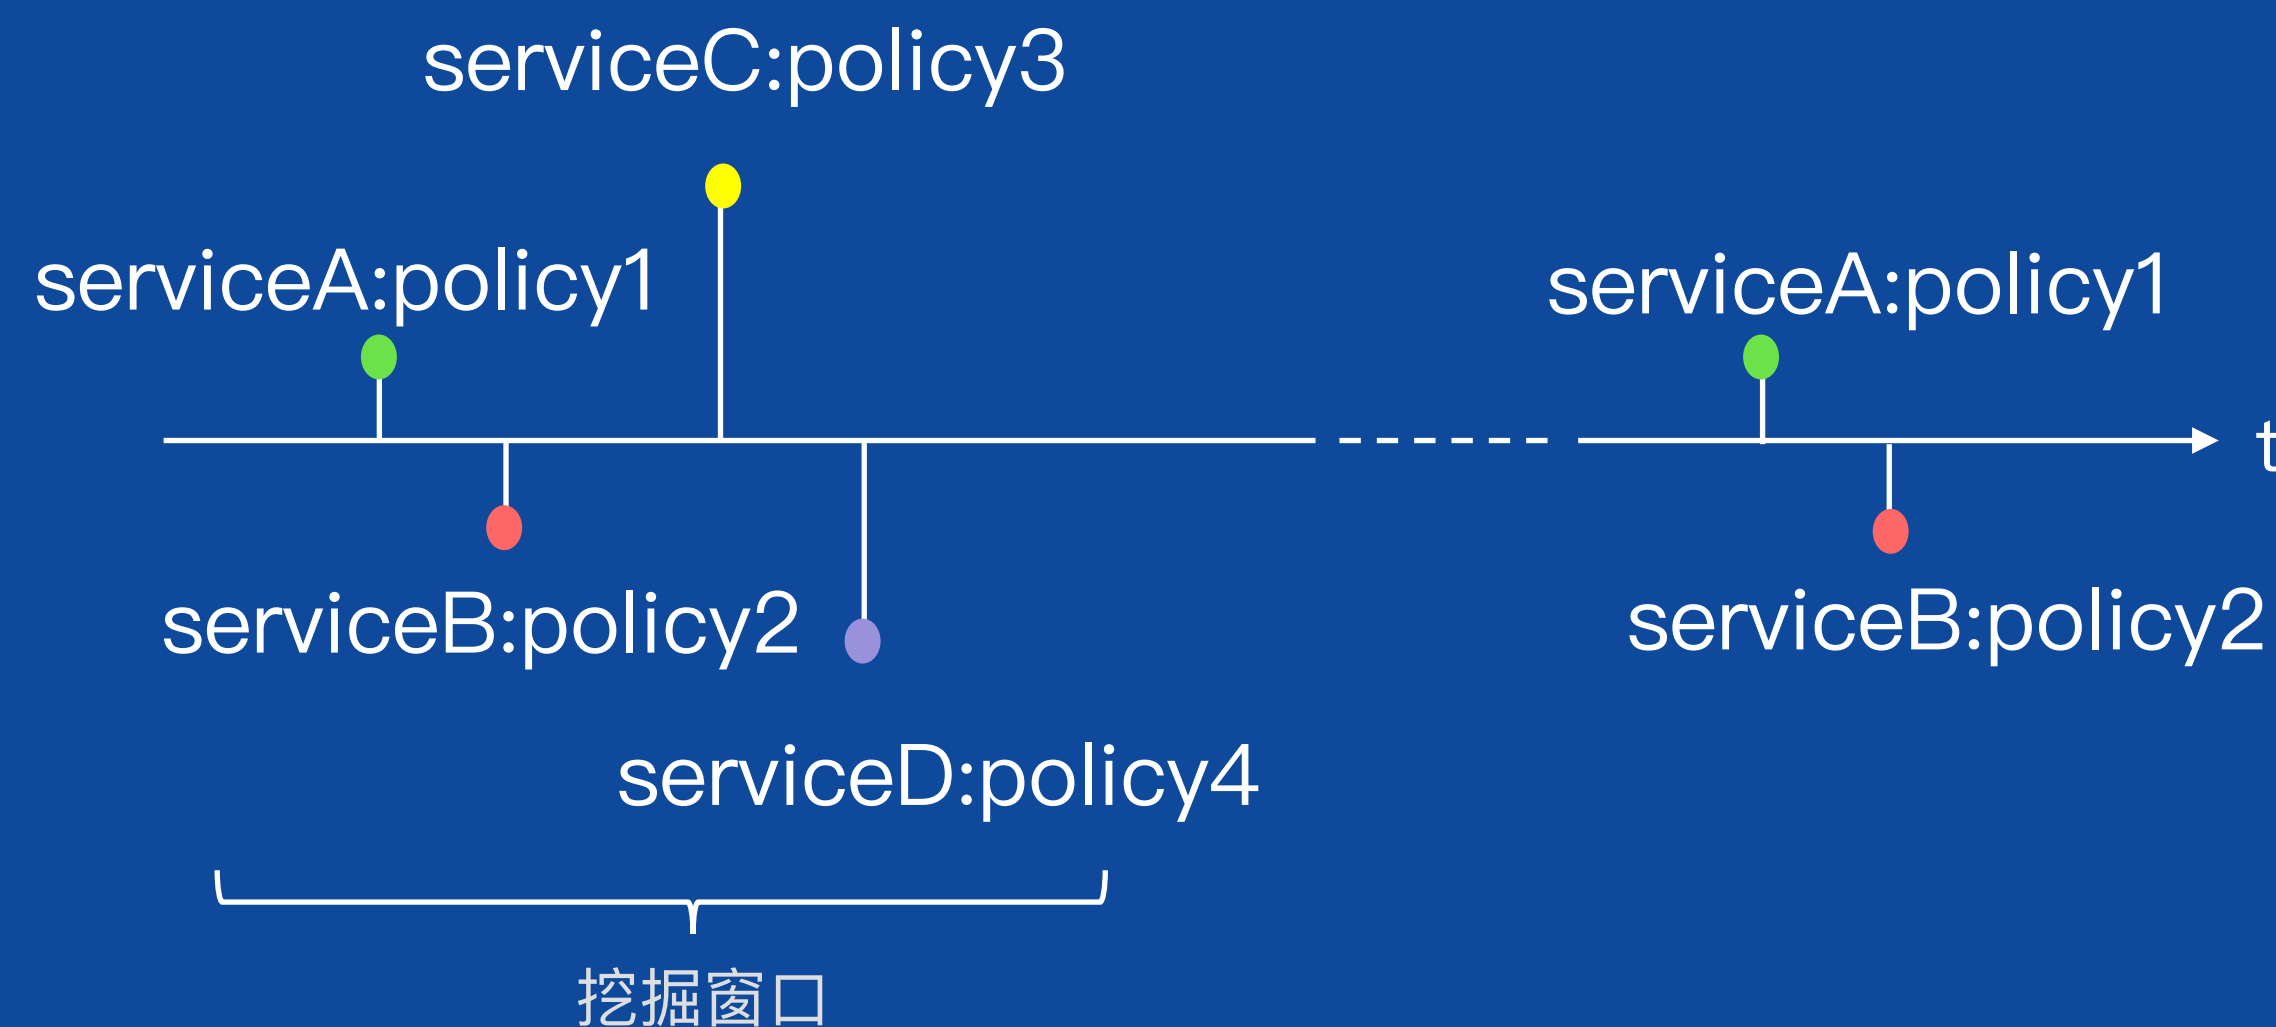 serviceC:policy3
serviceA:policy1
serviceA:policy1
t
serviceB:policy2
serviceB:policy2
serviceD:policy4
挖掘窗口